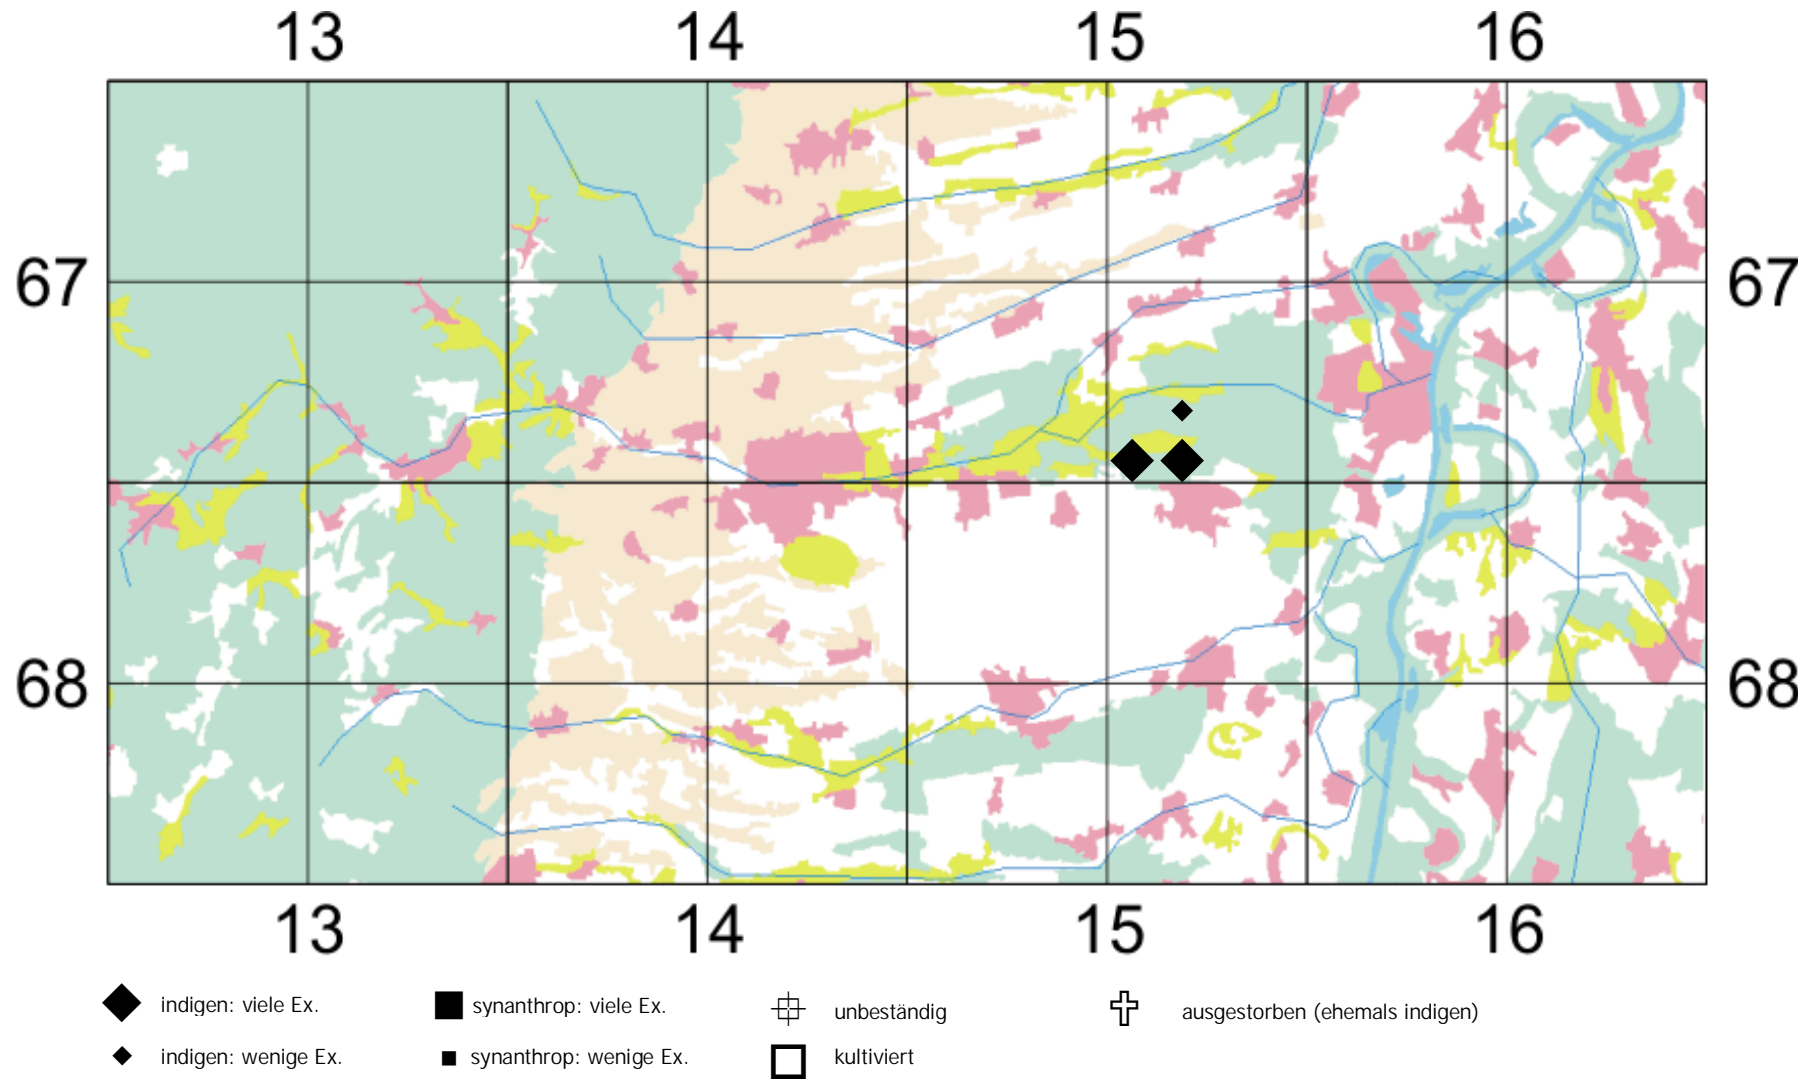 13 14 15 16
67 67
68 68
13 14 15 16
indigen: viele Ex. synanthrop: viele Ex. unbeständig ausgestorben (ehemals indigen)
indigen: wenige Ex. synanthrop: wenige Ex. kultiviert